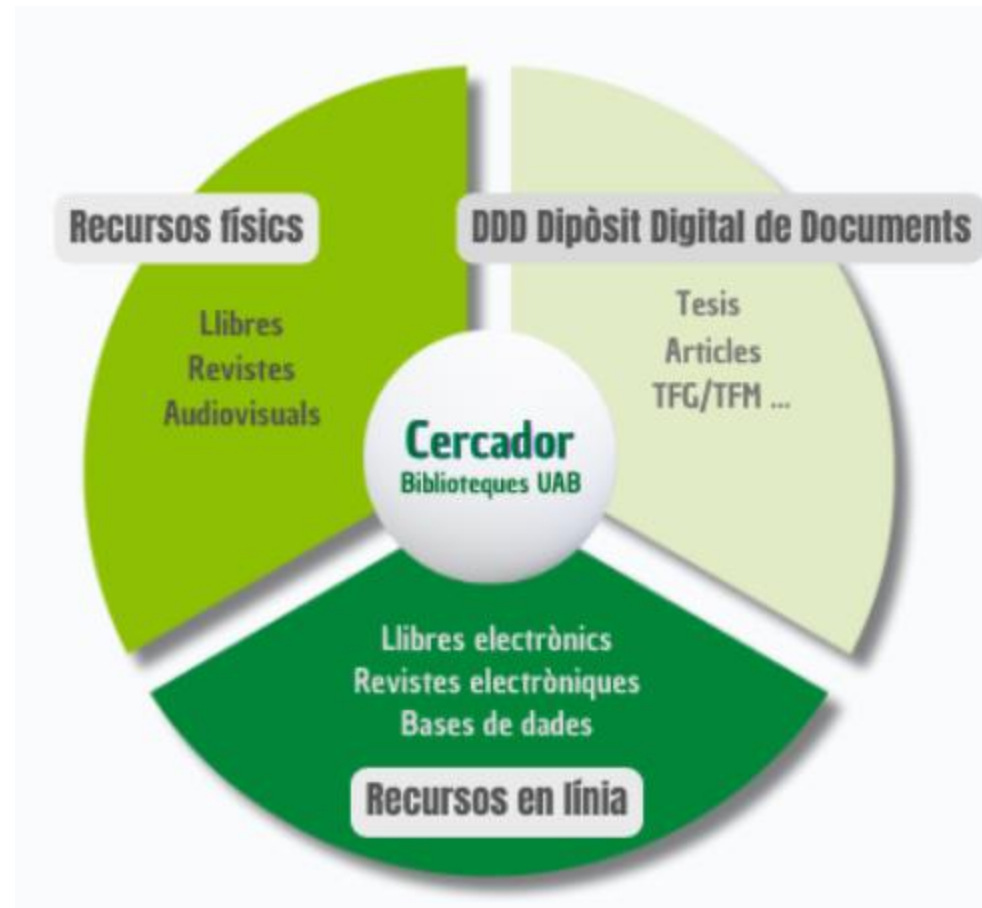 Recursos físics
Llibres
Revistes
Audiovisuals
DDD Dipòsit Digital de Documents
Tesis
Articles
TFG/TFM ...
Cercador
Biblioteques UAB
Llibres electrònics
Revistes electròniques
Bases de dades
Recursos en línia